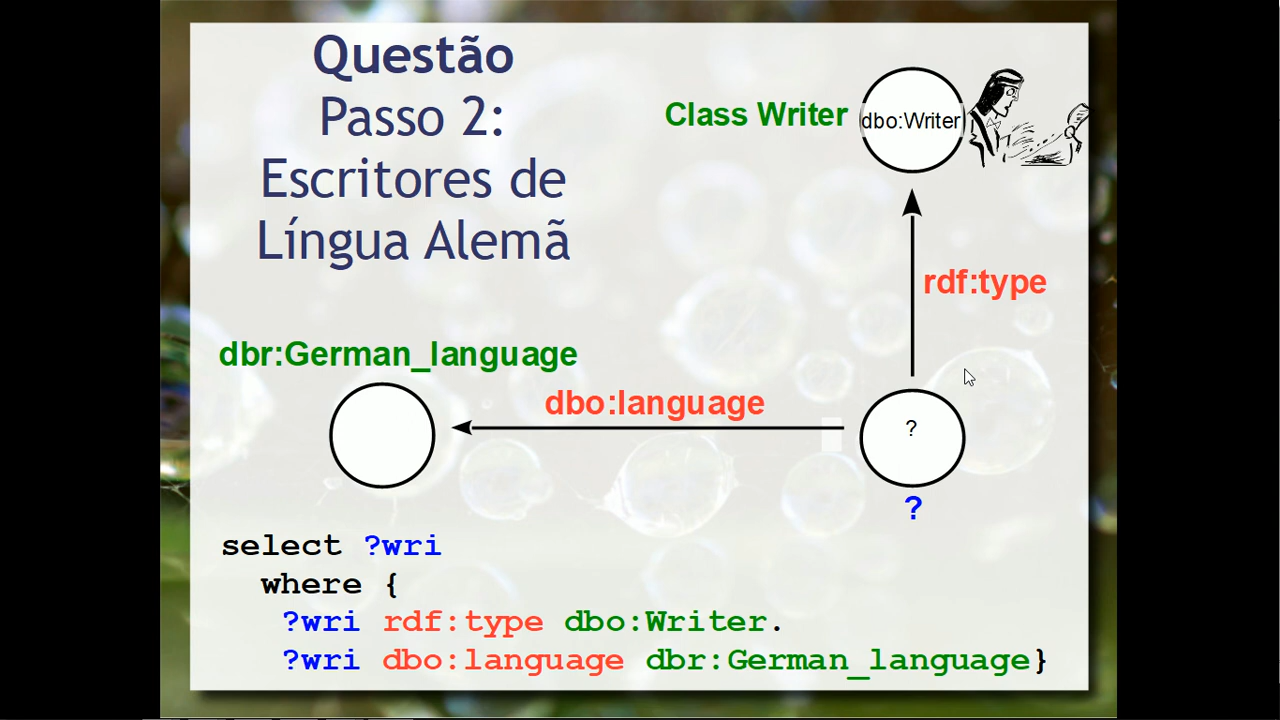 Questão
Passo 2:
Escritores de
Língua Alemã
Class Writer
dbo:Writer
rdf:type
dbr:German_language
dbo:language
?
?
select ?wri
where {
?wri rdf:type dbo:Writer.
?wri dbo:language dbr:German_language}